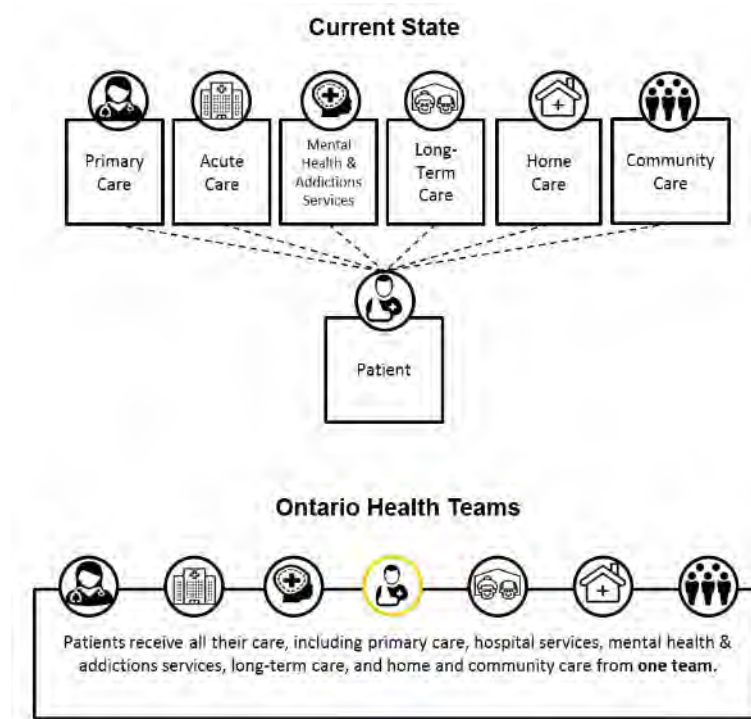 Current State
Primary
Care
Acute
Care
Mental
Health &
Addictions
Services
Long-
Term
Care
Home
Care
Community
Care
Patient
Ontario Health Teams
Patients receive all their care, including primary care, hospital services, mental health &
addictions services, long-term care, and home and community care from one team.